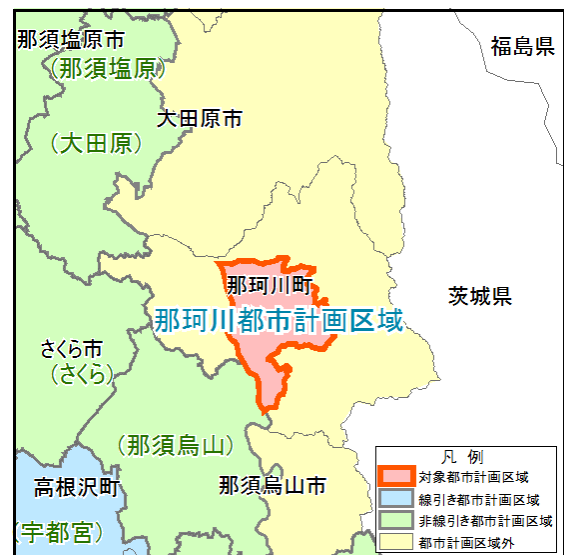 那須塩原市
(那須塩原)
福島県
大田原市
(大田原)
那珂川町
茨城県
那珂川都市計画区域
さくら市
(さくら)
(那須烏山)
高根沢町
那須烏山市
(宇都宮)
凡 例
対象都市計画区域
線引き都市計画区域
非線引き都市計画区域
都市計画区域外